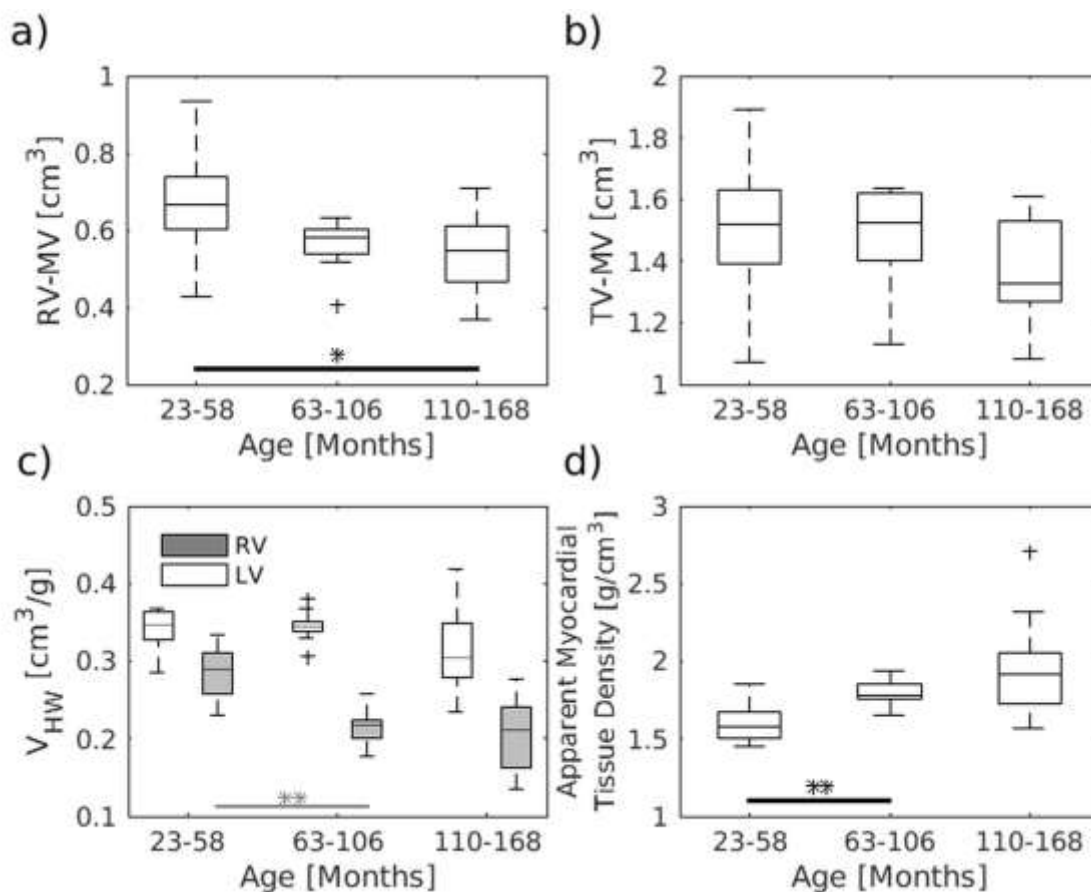 a)
RV-MV [cm³]
1
0.8
0.6
0.4
0.2
*
23-58 63-106 110-168
Age [Months]
b)
TV-MV [cm³]
2
1.8
1.6
1.4
1.2
1
23-58 63-106 110-168
Age [Months]
c)
V_HW [cm³/g]
0.5
0.4
0.3
0.2
0.1
RV
LV
**
23-58 63-106 110-168
Age [Months]
d)
Apparent Myocardial
Tissue Density [g/cm³]
3
2.5
2
1.5
1
**
23-58 63-106 110-168
Age [Months]